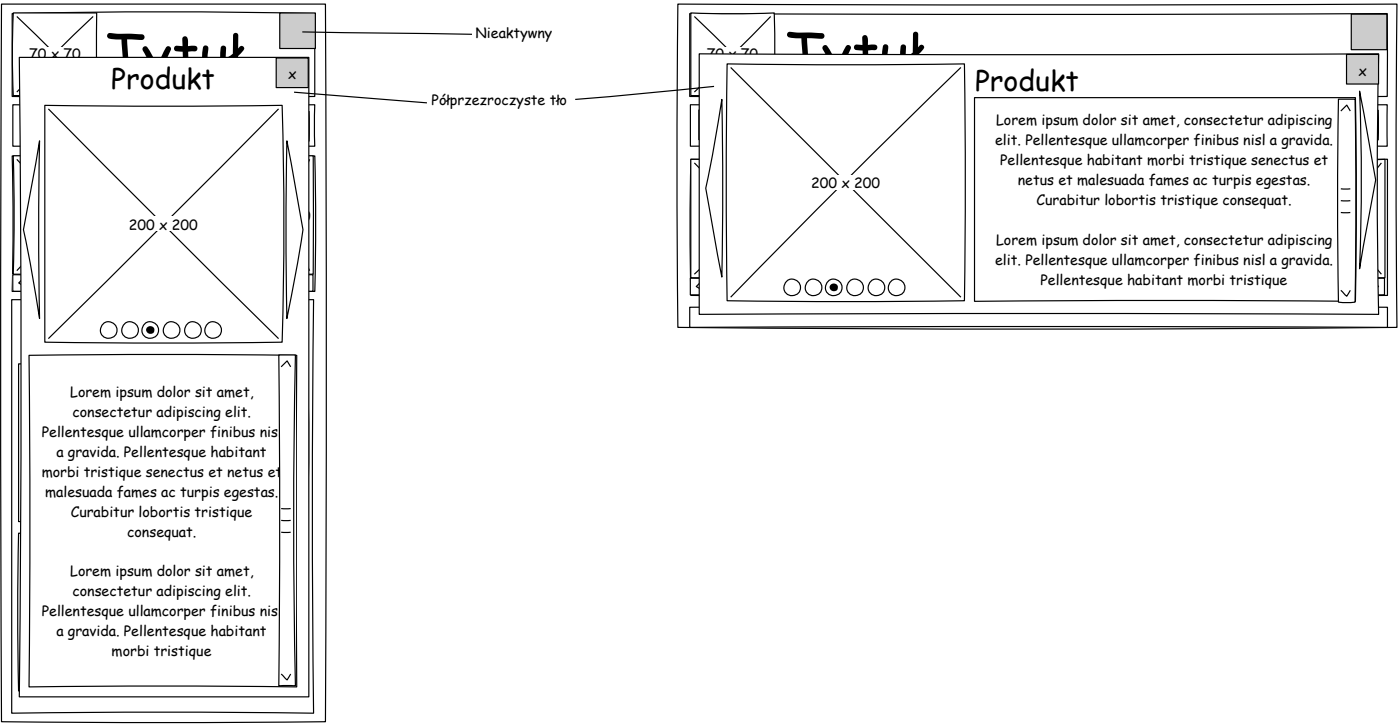 70 x 70
Tytuł
Produkt
x
200 x 200
Lorem ipsum dolor sit amet,
consectetur adipiscing elit.
Pellentesque ullamcorper finibus nis
a gravida. Pellentesque habitant
morbi tristique senectus et netus et
malesuada fames ac turpis egestas.
Curabitur lobortis tristique
consequat.
Lorem ipsum dolor sit amet,
consectetur adipiscing elit.
Pellentesque ullamcorper finibus nis
a gravida. Pellentesque habitant
morbi tristique
Nieaktywny
Półprzezroczyste tło
70 x 70
Tytuł
x
200 x 200
Produkt
Lorem ipsum dolor sit amet, consectetur adipiscing
elit. Pellentesque ullamcorper finibus nisl a gravida.
Pellentesque habitant morbi tristique senectus et
netus et malesuada fames ac turpis egestas.
Curabitur lobortis tristique consequat.
Lorem ipsum dolor sit amet, consectetur adipiscing
elit. Pellentesque ullamcorper finibus nisl a gravida.
Pellentesque habitant morbi tristique